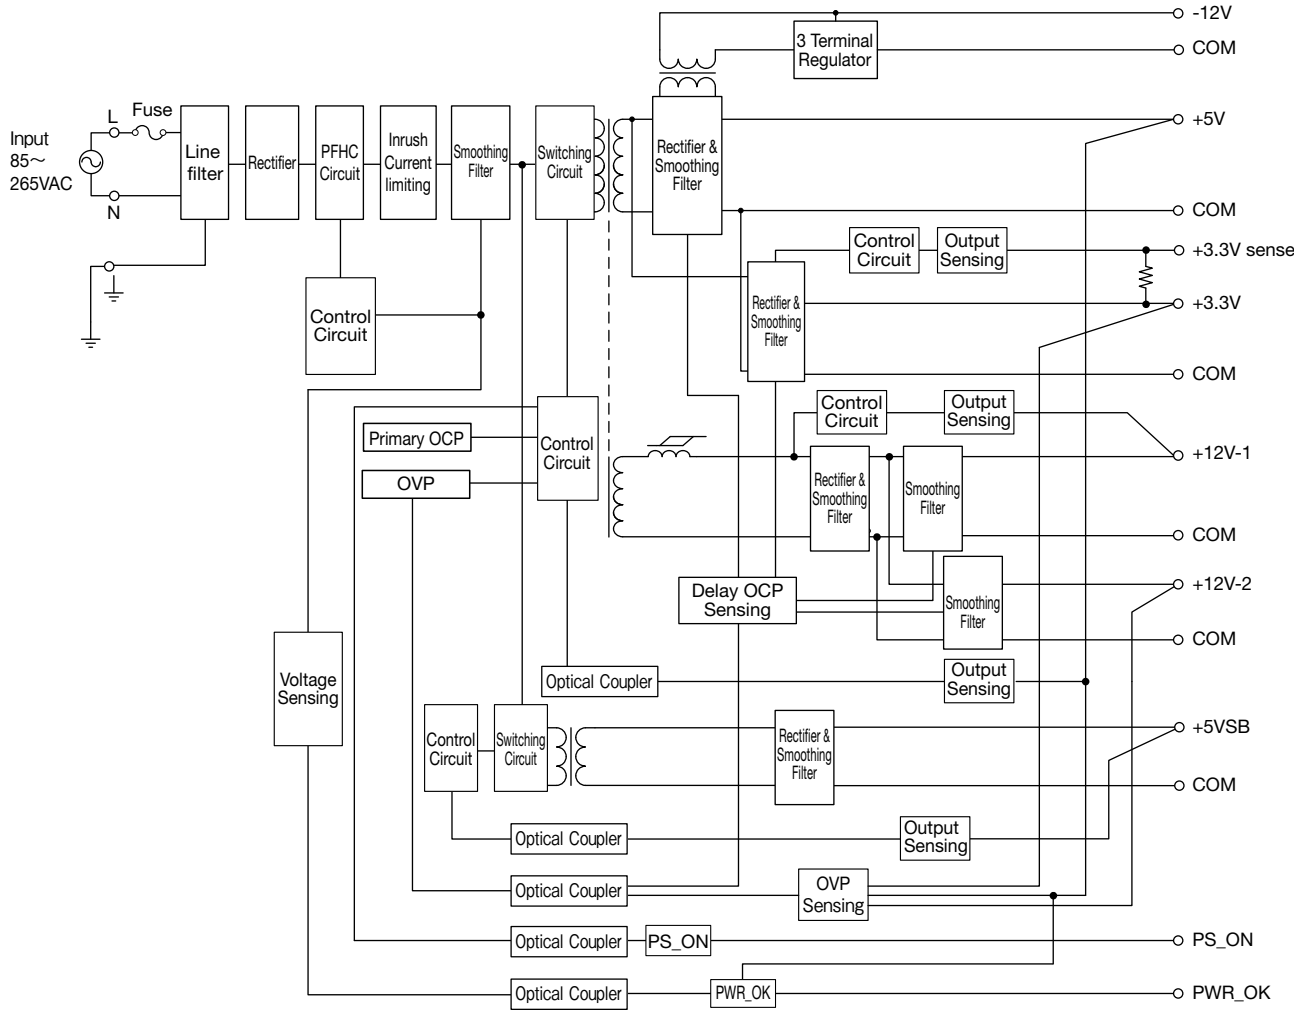 -12V
3 Terminal
Regulator
COM
Input
85～
265VAC
L
Fuse
N
Line
filter
Rectifier
PFHC
Circuit
Inrush
Current
limiting
Smoothing
Filter
Switching
Circuit
Rectifier &
Smoothing
Filter
+5V
COM
Control
Circuit
Output
Sensing
+3.3V sense
Control
Circuit
Rectifier &
Smoothing
Filter
+3.3V
COM
Primary OCP
OVP
Control
Circuit
Control
Circuit
Output
Sensing
Rectifier &
Smoothing
Filter
Smoothing
Filter
+12V-1
COM
Delay OCP
Sensing
Smoothing
Filter
+12V-2
COM
Voltage
Sensing
Optical Coupler
Output
Sensing
Control
Circuit
Switching
Circuit
Rectifier &
Smoothing
Filter
+5VSB
COM
Optical Coupler
Output
Sensing
Optical Coupler
OVP
Sensing
Optical Coupler
PS_ON
PS_ON
Optical Coupler
PWR_OK
PWR_OK